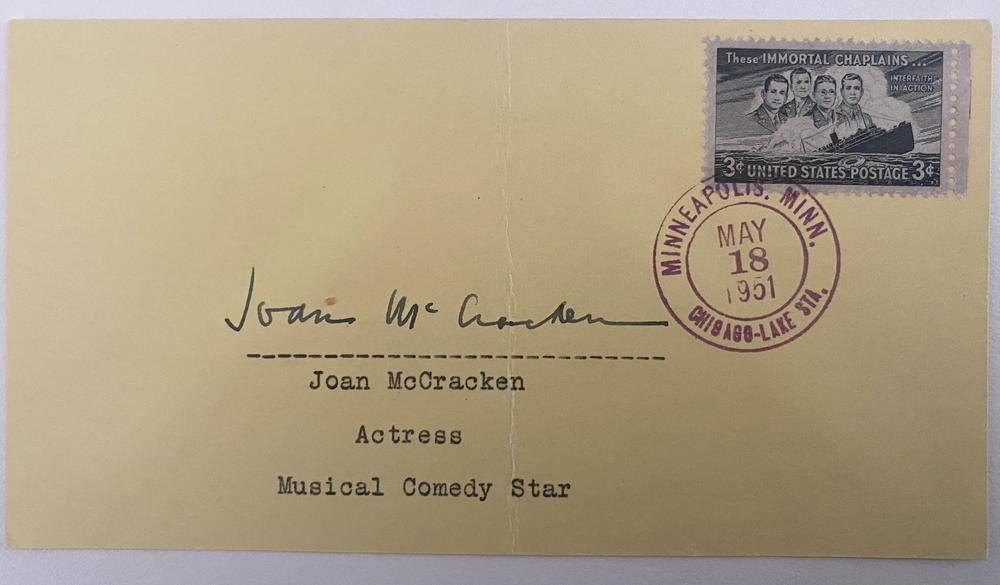 These IMMORTAL CHAPLAINS...
INTERFAITH
IN ACTION
3¢ UNITED STATES POSTAGE 3¢
MINNEAPOLIS. MINN.
MAY
18
1951
CHICAGO-LAKE STA.
Joan McCracken
Joan McCracken
Actress
Musical Comedy Star